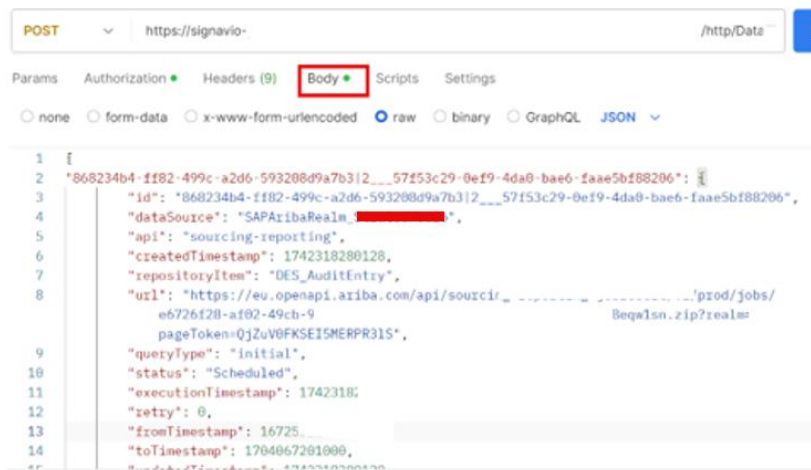 POST https://signavio- /http/Data
Params Authorization Headers (9) Body Scripts Settings
none form-data x-www-form-urlencoded raw binary GraphQL JSON
1 {
2 "868234b4-ff82-499c-a2d6-593208d9a7b3|2___57f53c29-0ef9-4da0-bae6-faae5bf88206": {
3 "id": "868234b4-ff82-499c-a2d6-593208d9a7b3|2___57f53c29-0ef9-4da0-bae6-faae5bf88206",
4 "dataSource": "SAPAribaRealm_ ",
5 "api": "sourcing-reporting",
6 "createdTimestamp": 1742318280128,
7 "repositoryItem": "OES_AuditEntry",
8 "url": "https://eu.openapi.ariba.com/api/sourcing /prod/jobs/
e6726f28-af02-49cb-9 Beqw1sn.zip?realm=
pageToken=QjZuV0FKSEI5MERPR3lS",
9 "queryType": "initial",
10 "status": "Scheduled",
11 "executionTimestamp": 17423182
12 "retry": 0,
13 "fromTimestamp": 16725
14 "toTimestamp": 1704067201000,